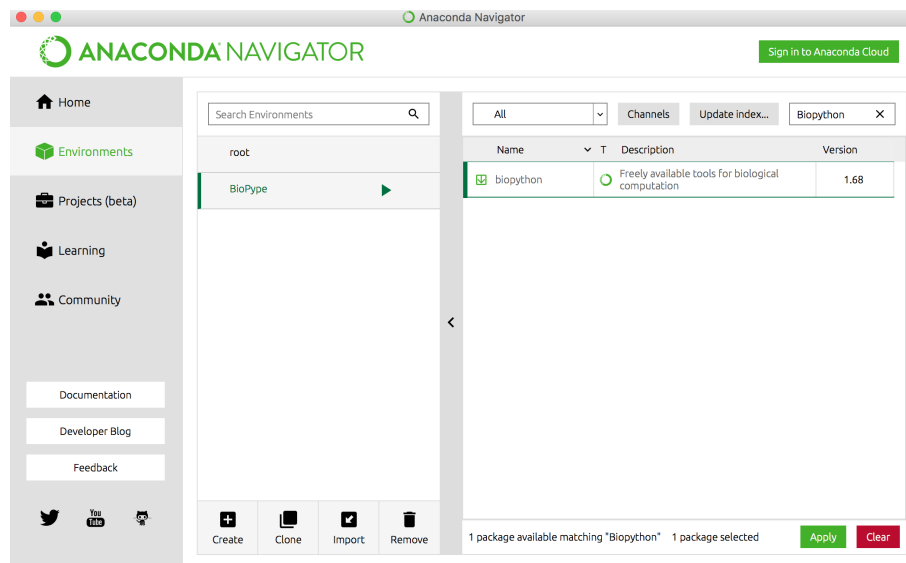 Anaconda Navigator
ANACONDA NAVIGATOR
Sign in to Anaconda Cloud
Home
Environments
Projects (beta)
Learning
Community
Documentation
Developer Blog
Feedback
You
Tube
Search Environments
root
BioPype
Create
Clone
Import
Remove
All
Channels
Update index...
Biopython
Name T Description Version
biopython
Freely available tools for biological
computation
1.68
1 package available matching "Biopython" 1 package selected
Apply
Clear